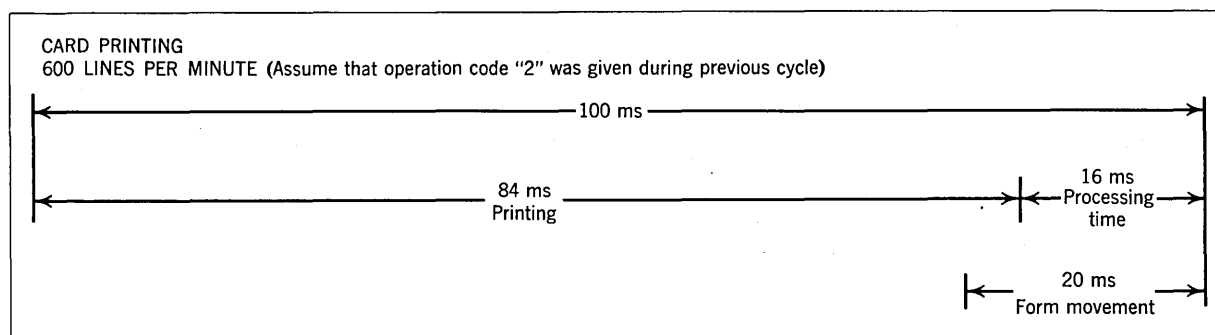 CARD PRINTING
600 LINES PER MINUTE (Assume that operation code "2" was given during previous cycle)
100 ms
84 ms
Printing
16 ms
Processing
time
20 ms
Form movement